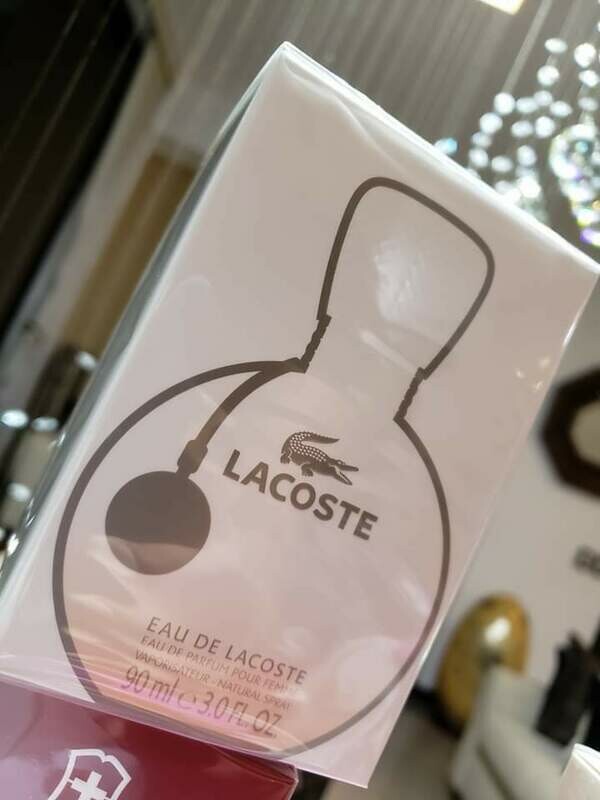 LACOSTE
EAU DE LACOSTE
EAU DE PARFUM POUR FEMME
VAPORISATEUR - NATURAL SPRAY
90 ml ℮ 3.0 FL. OZ.